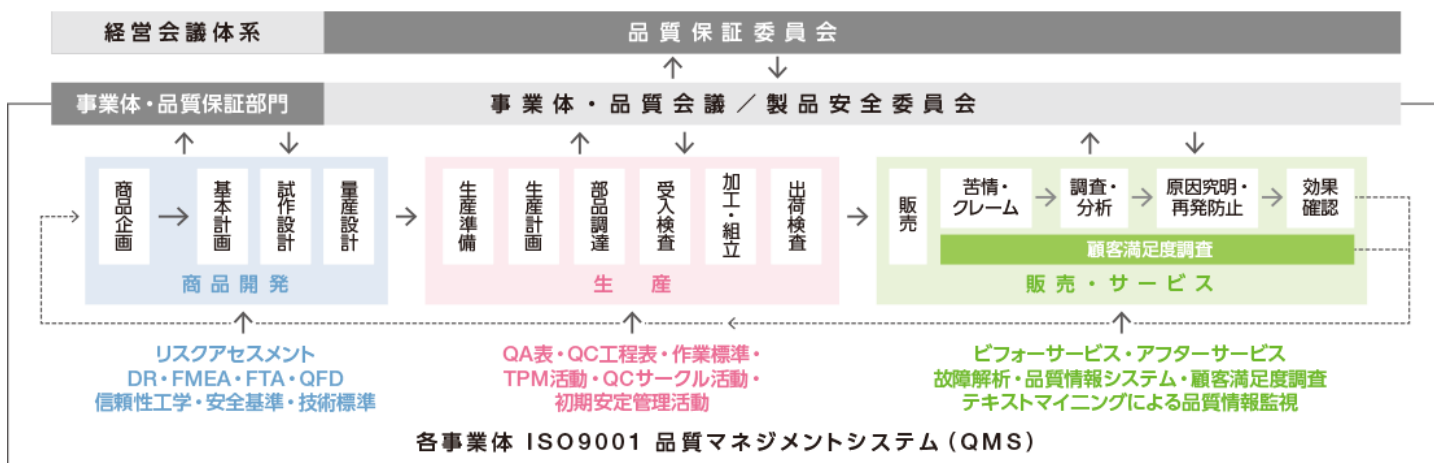 経営会議体系
品質保証委員会
事業体・品質保証部門
事業体・品質会議／製品安全委員会
商品企画
基本計画
試作設計
量産設計
商品開発
生産準備
生産計画
部品調達
受入検査
加工・組立
出荷検査
生産
販売
苦情・
クレーム
調査・
分析
原因究明・
再発防止
効果
確認
顧客満足度調査
販売・サービス
リスクアセスメント
DR・FMEA・FTA・QFD
信頼性工学・安全基準・技術標準
QA表・QC工程表・作業標準・
TPM活動・QCサークル活動・
初期安定管理活動
ビフォーサービス・アフターサービス
故障解析・品質情報システム・顧客満足度調査
テキストマイニングによる品質情報監視
各事業体 ISO9001 品質マネジメントシステム（QMS）